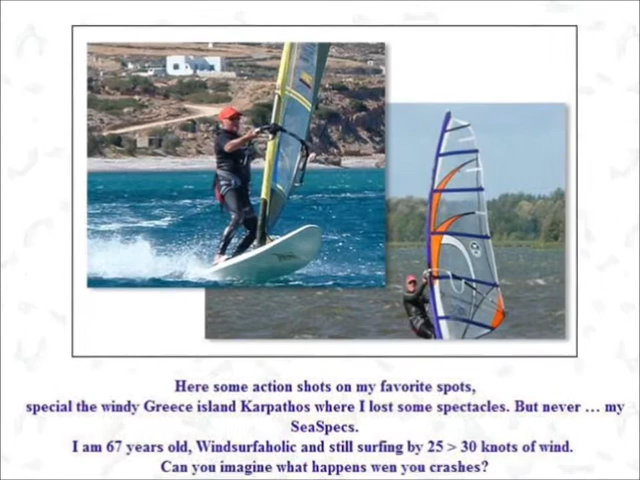 Here some action shots on my favorite spots,
special the windy Greece island Karpathos where I lost some spectacles. But never … my
SeaSpecs.
I am 67 years old, Windsurfaholic and still surfing by 25 > 30 knots of wind.
Can you imagine what happens wen you crashes?